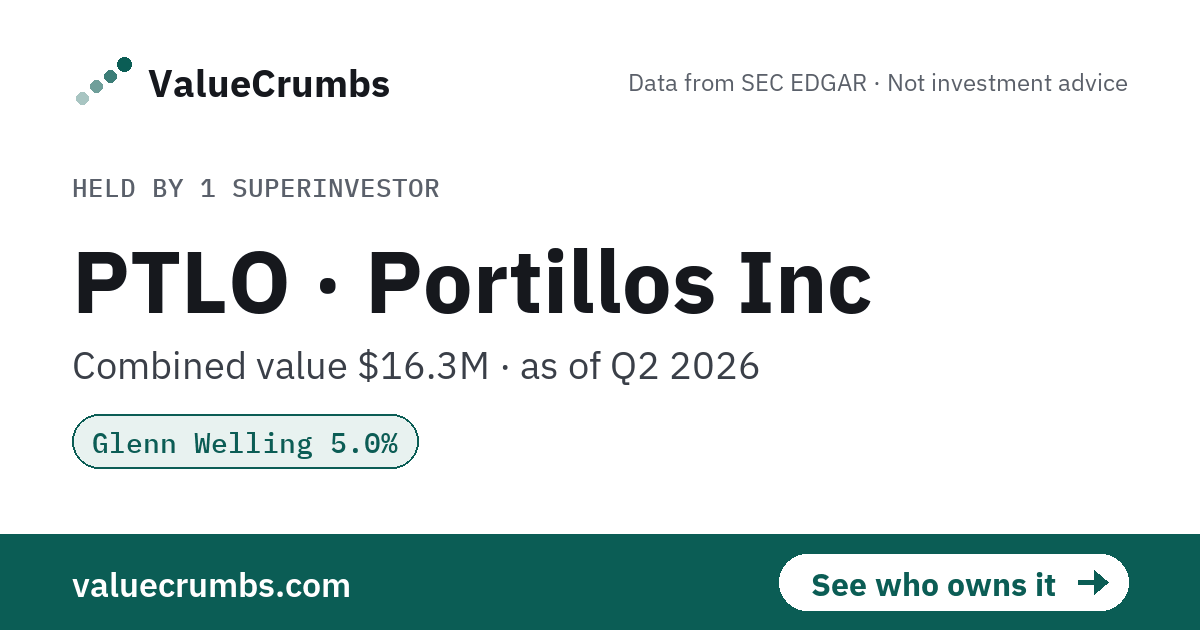 ValueCrumbs
Data from SEC EDGAR · Not investment advice
HELD BY 1 SUPERINVESTOR
PTLO · Portillos Inc
Combined value $16.3M · as of Q2 2026
Glenn Welling 5.0%
valuecrumbs.com
See who owns it →